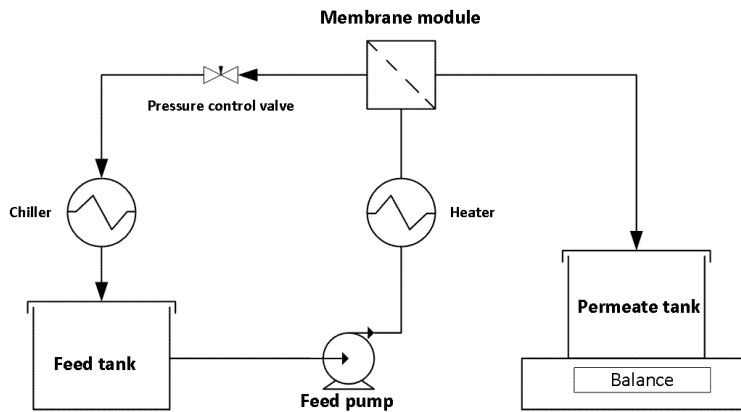 Membrane module
Pressure control valve
Chiller
Heater
Permeate tank
Feed tank
Balance
Feed pump